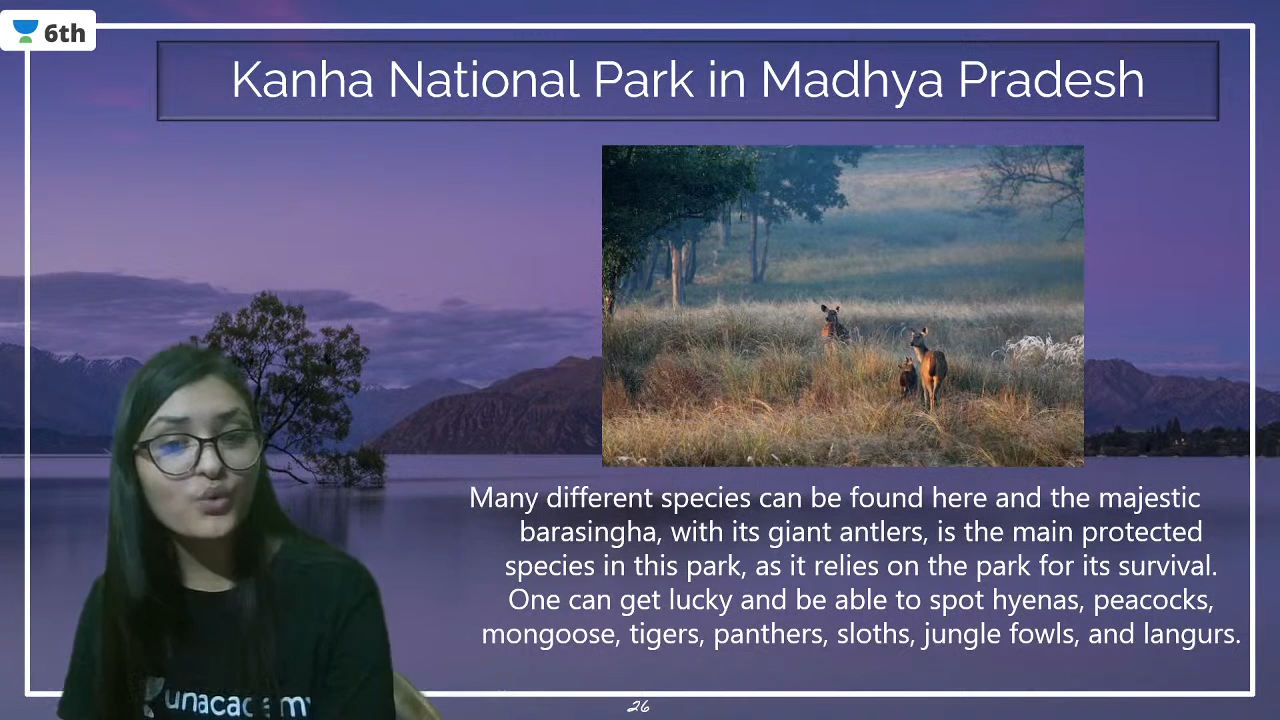 6th
Kanha National Park in Madhya Pradesh
Many different species can be found here and the majestic
barasingha, with its giant antlers, is the main protected
species in this park, as it relies on the park for its survival.
One can get lucky and be able to spot hyenas, peacocks,
mongoose, tigers, panthers, sloths, jungle fowls, and langurs.
unacademy
26